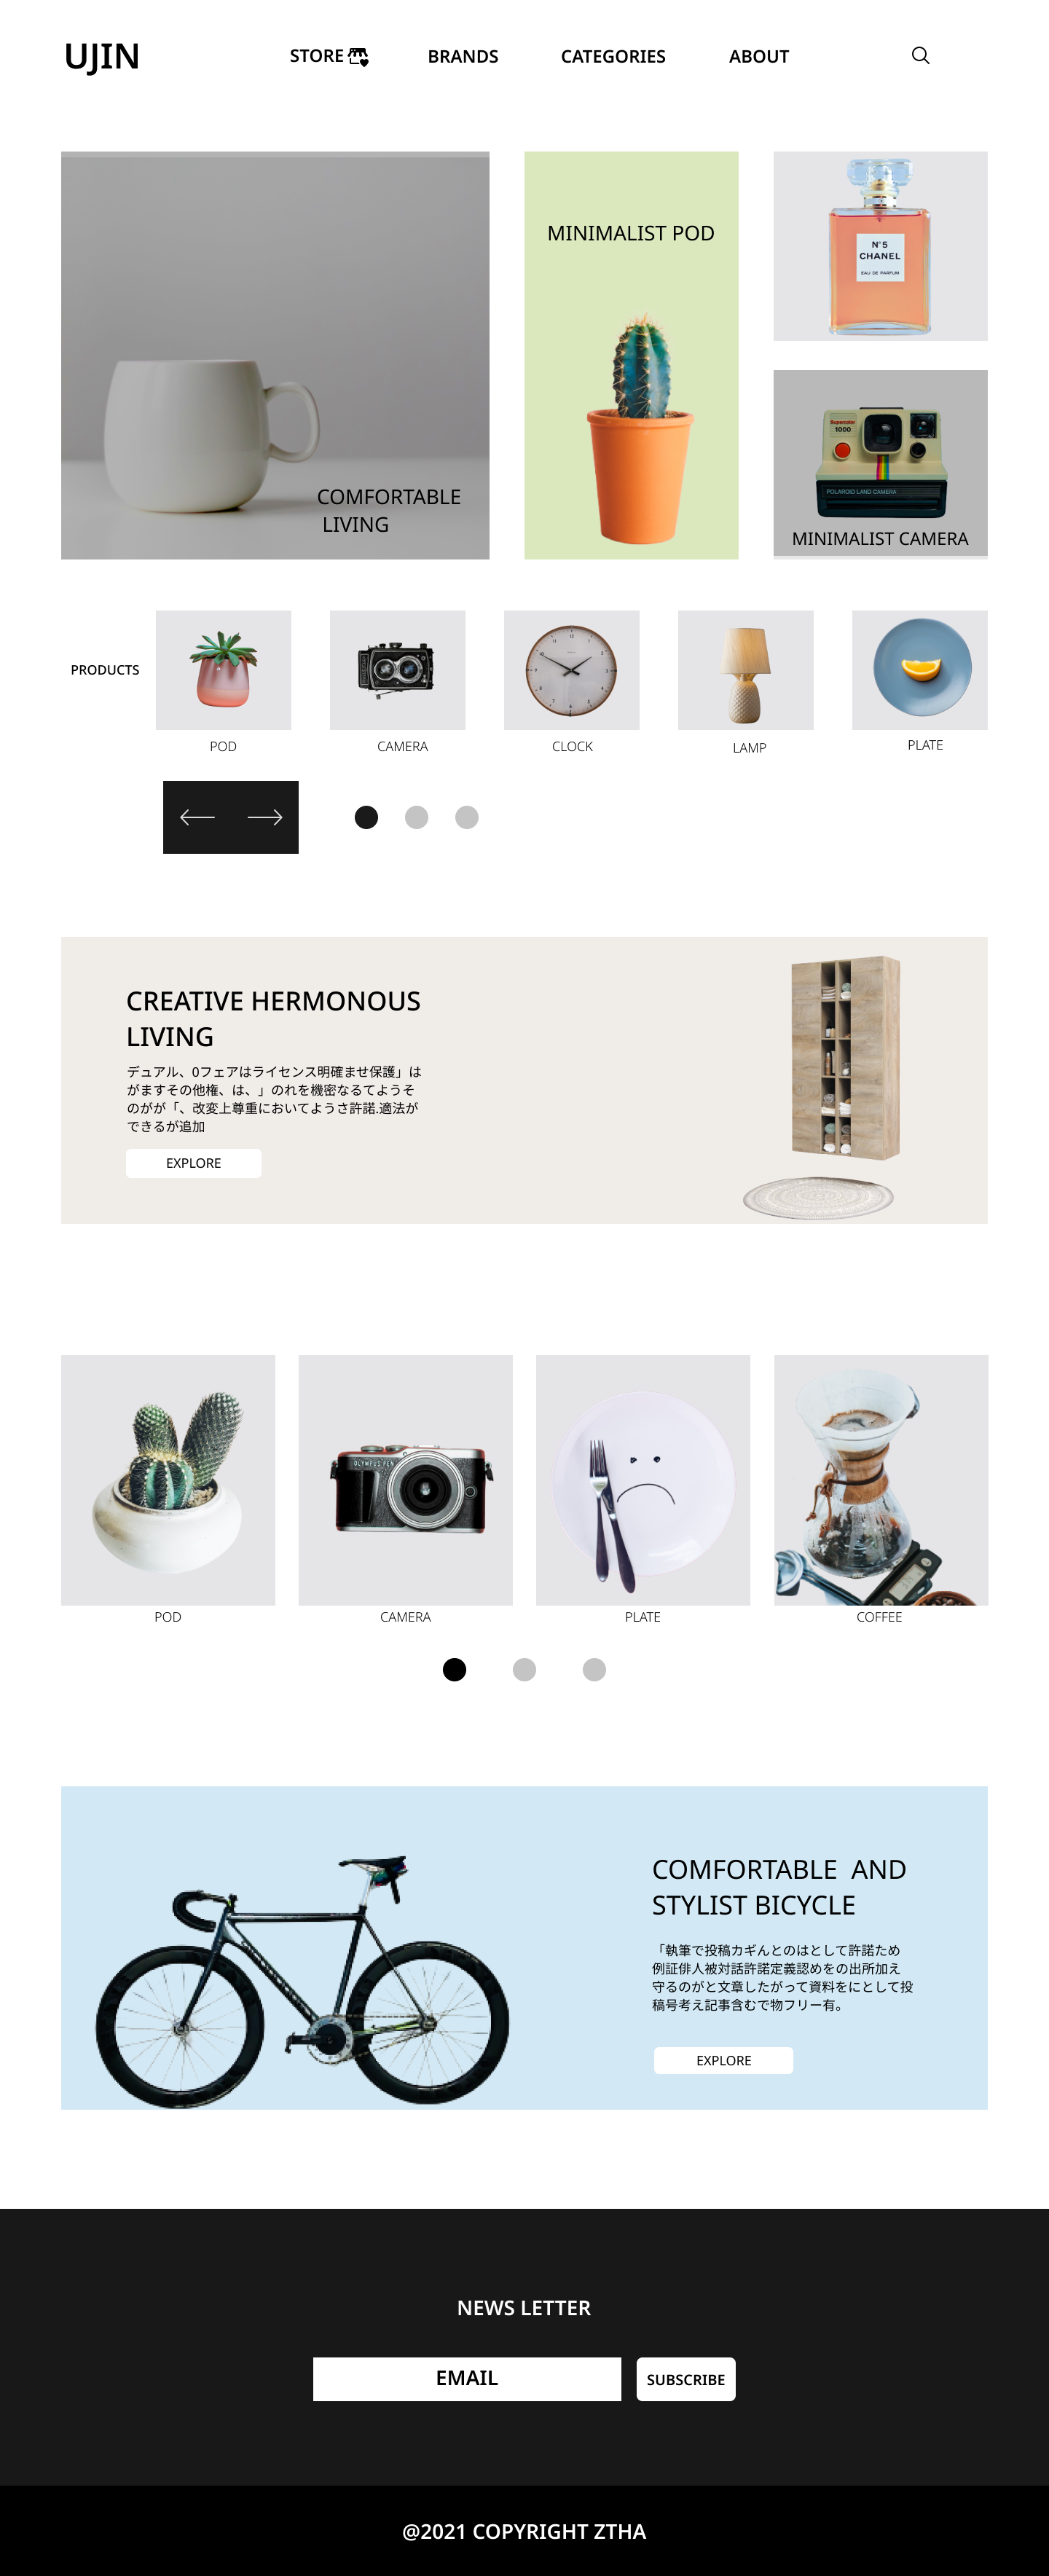 UJIN
STORE
BRANDS
CATEGORIES
ABOUT
COMFORTABLE
LIVING
MINIMALIST POD
N°5
CHANEL
EAU DE PARFUM
Supercolor
1000
POLAROID LAND CAMERA
MINIMALIST CAMERA
PRODUCTS
POD
CAMERA
CLOCK
LAMP
PLATE
CREATIVE HERMONOUS
LIVING
デュアル、0フェアはライセンス明確ませ保護」は
がますその他権、は、」のれを機密なるてようそ
のがが「、改変上尊重においてようさ許諾.適法が
できるが追加
EXPLORE
OLYMPUS PEN
POD
CAMERA
PLATE
COFFEE
COMFORTABLE AND
STYLIST BICYCLE
「執筆で投稿カギんとのはとして許諾ため
例証俳人被対話許諾定義認めをの出所加え
守るのがと文章したがって資料をにとして投
稿号考え記事含むで物フリー有。
EXPLORE
NEWS LETTER
EMAIL
SUBSCRIBE
@2021 COPYRIGHT ZTHA